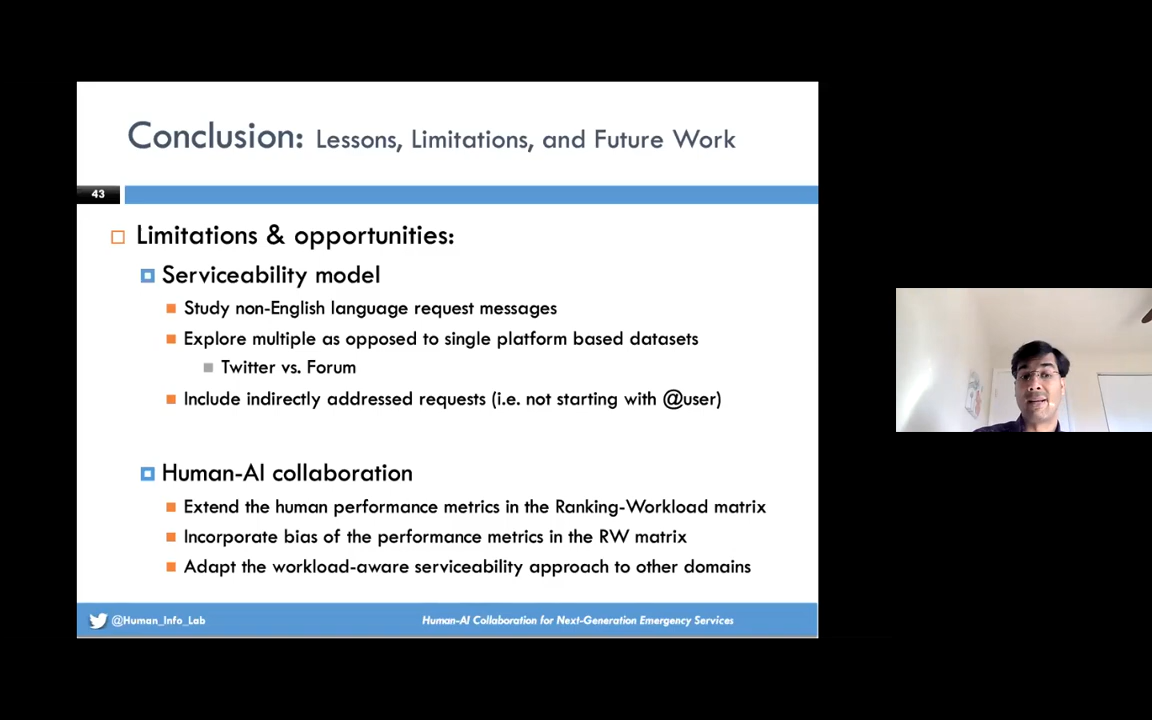 Conclusion: Lessons, Limitations, and Future Work
43
Limitations & opportunities:
Serviceability model
Study non-English language request messages
Explore multiple as opposed to single platform based datasets
Twitter vs. Forum
Include indirectly addressed requests (i.e. not starting with @user)
Human-AI collaboration
Extend the human performance metrics in the Ranking-Workload matrix
Incorporate bias of the performance metrics in the RW matrix
Adapt the workload-aware serviceability approach to other domains
@Human_Info_Lab
Human-AI Collaboration for Next-Generation Emergency Services